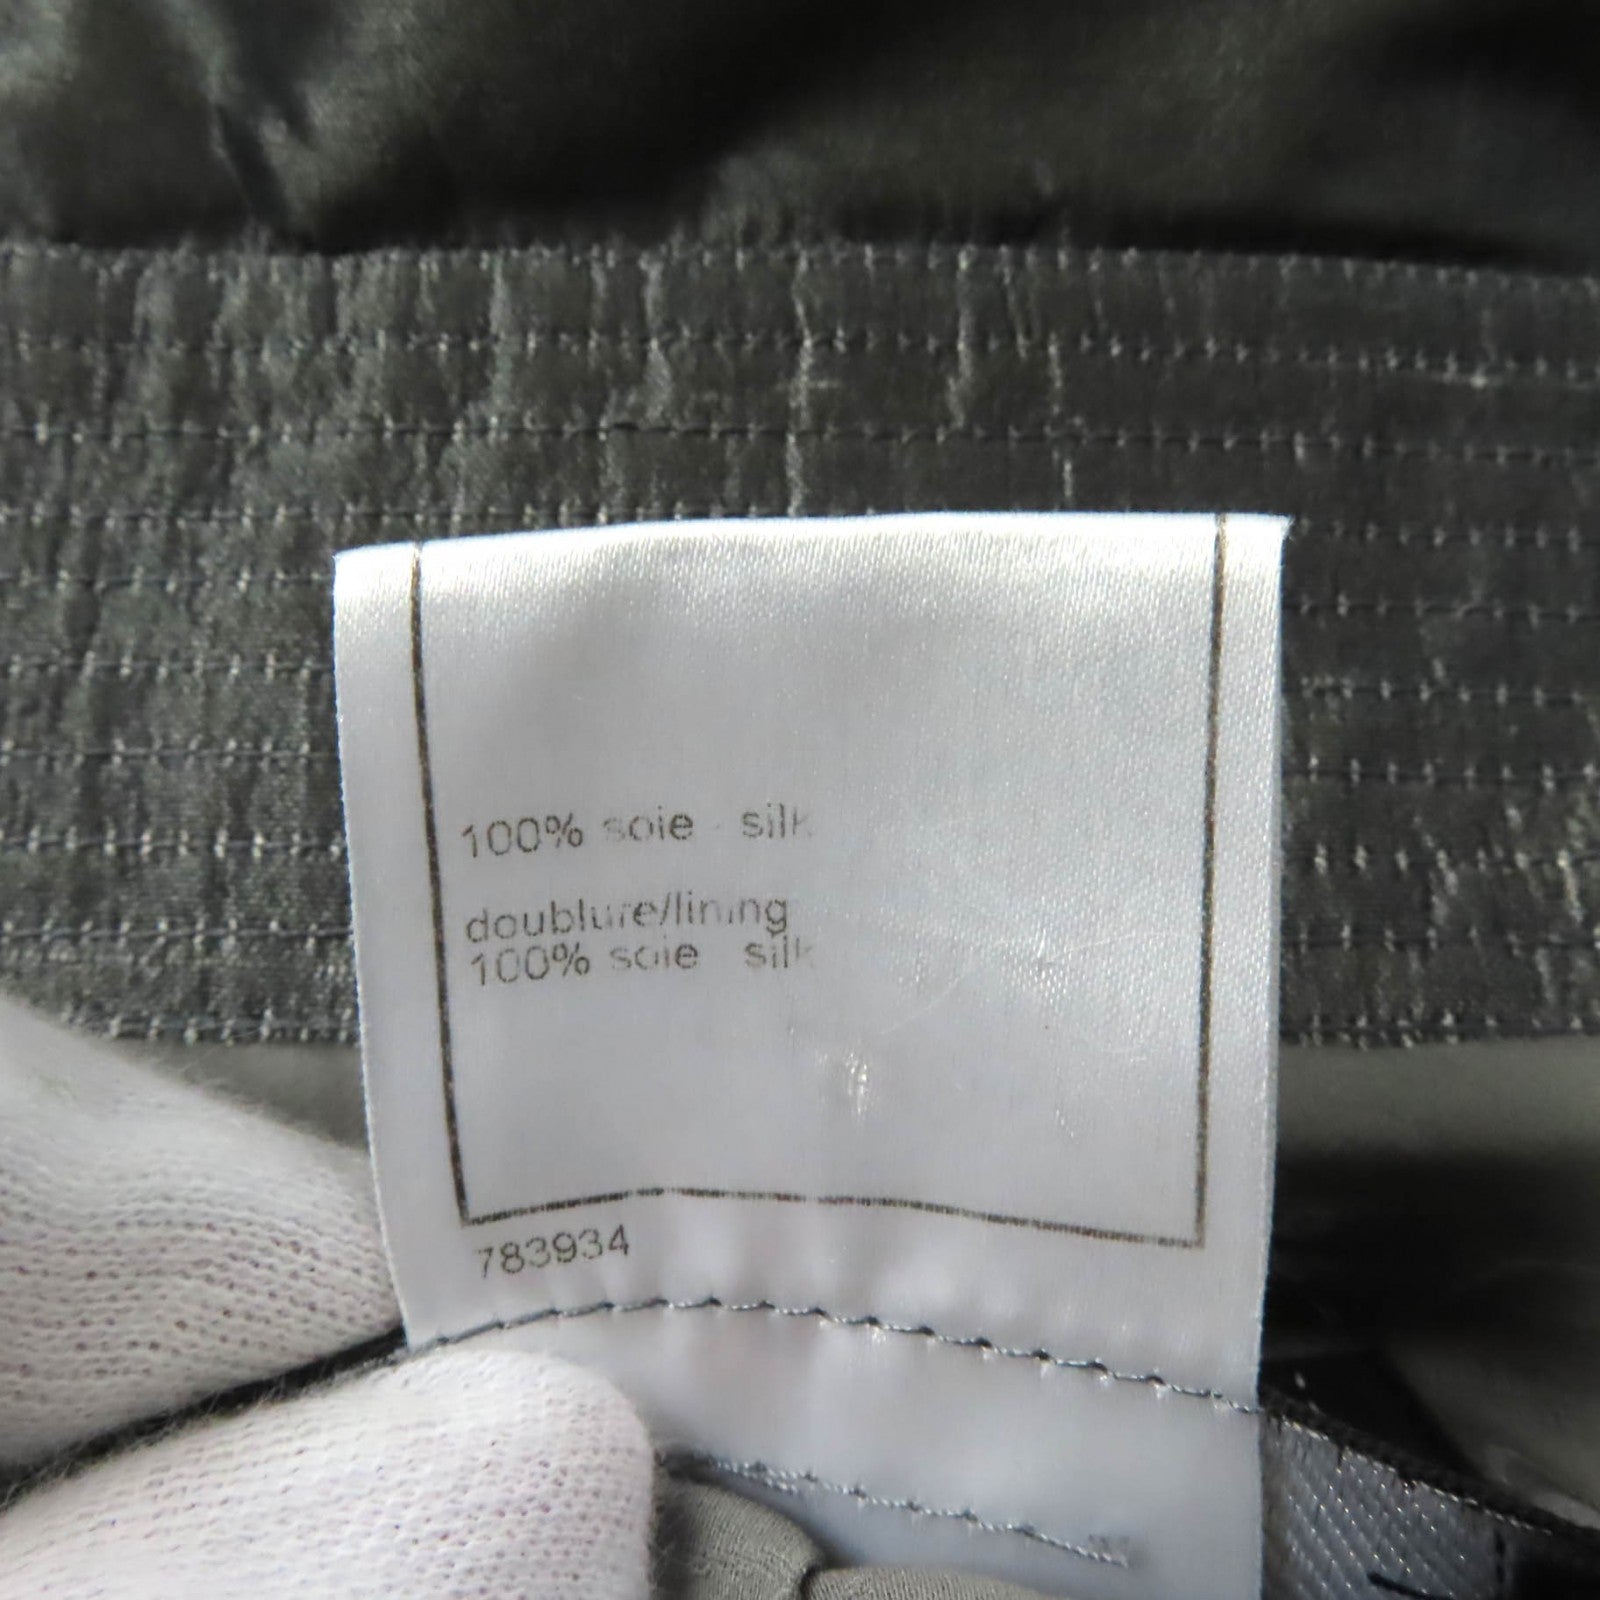 100% soie - silk
doublure/lining
100% soie silk
783934